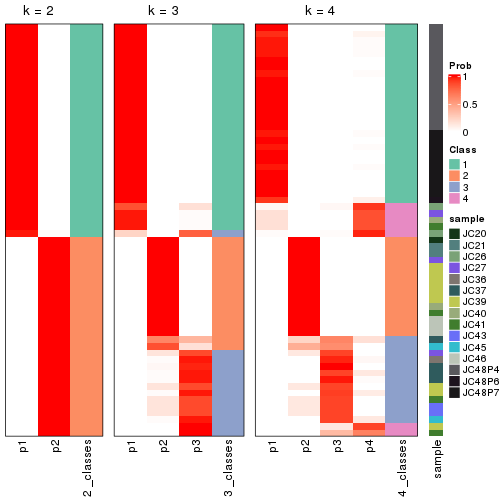 k = 2
k = 3
k = 4
p1
p2
2_classes
p1
p2
p3
3_classes
p1
p2
p3
p4
4_classes
sample
Prob
1
0.5
0
Class
1
2
3
4
sample
JC20
JC21
JC26
JC27
JC36
JC37
JC39
JC40
JC41
JC43
JC45
JC46
JC48P4
JC48P6
JC48P7